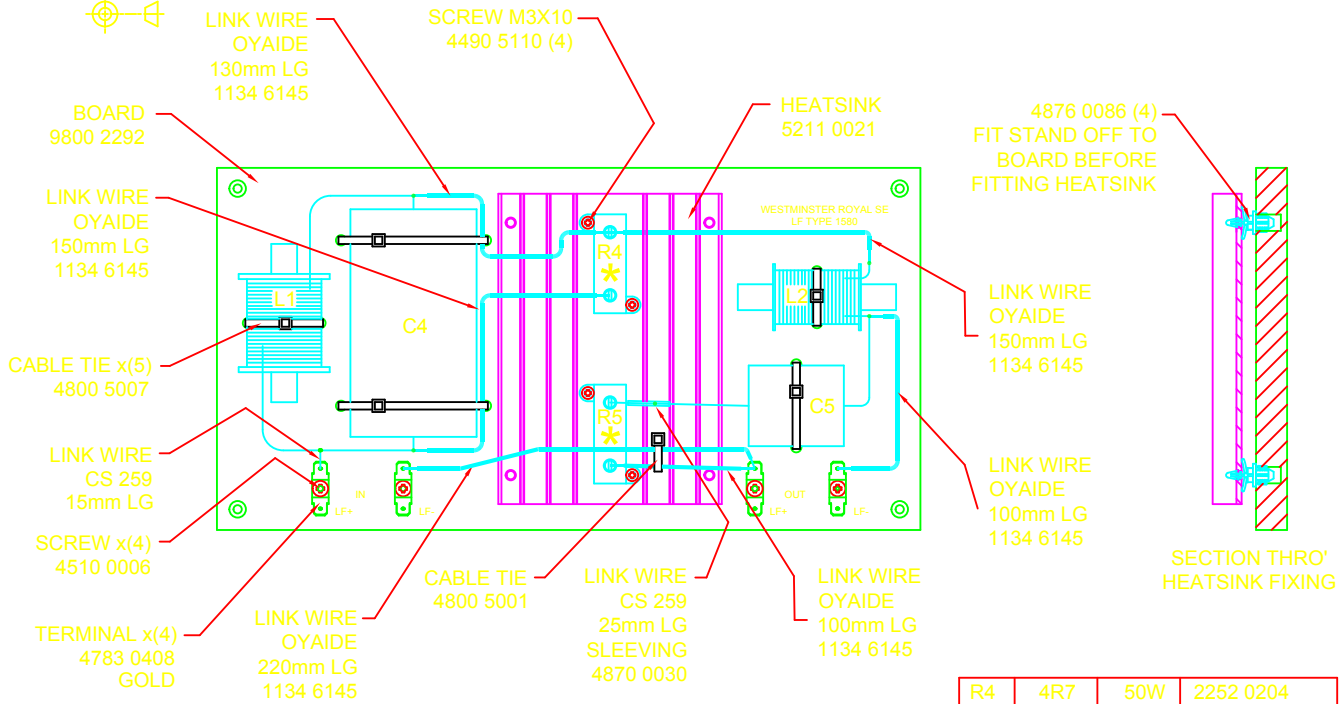 LINK WIRE
OYAIDE
130mm LG
1134 6145
SCREW M3X10
4490 5110 (4)
BOARD
9800 2292
HEATSINK
5211 0021
4876 0086 (4)
FIT STAND OFF TO
BOARD BEFORE
FITTING HEATSINK
LINK WIRE
OYAIDE
150mm LG
1134 6145
WESTMINSTER ROYAL SE
LF TYPE 1580
L1
C4
R4
*
L2
LINK WIRE
OYAIDE
150mm LG
1134 6145
CABLE TIE x(5)
4800 5007
R5
*
C5
LINK WIRE
CS 259
15mm LG
IN
LF+
LF-
OUT
LF+
LF-
LINK WIRE
OYAIDE
100mm LG
1134 6145
SCREW x(4)
4510 0006
SECTION THRO'
HEATSINK FIXING
TERMINAL x(4)
4783 0408
GOLD
LINK WIRE
OYAIDE
220mm LG
1134 6145
CABLE TIE
4800 5001
LINK WIRE
CS 259
25mm LG
SLEEVING
4870 0030
LINK WIRE
OYAIDE
100mm LG
1134 6145
R4 4R7 50W 2252 0204